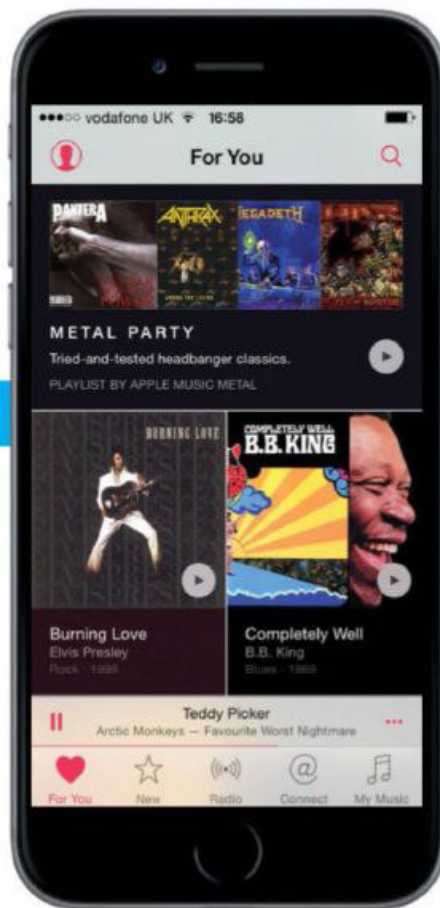 vodafone UK 16:58
For You
PANTERA
ANTHRAX
MEGADETH
METAL PARTY
Tried-and-tested headbanger classics.
PLAYLIST BY APPLE MUSIC METAL
BURNING LOVE
COMPLETELY WELL
B.B. KING
Burning Love
Elvis Presley
Rock · 1999
Completely Well
B.B. King
Blues · 1969
Teddy Picker
Arctic Monkeys — Favourite Worst Nightmare
For You New Radio Connect My Music